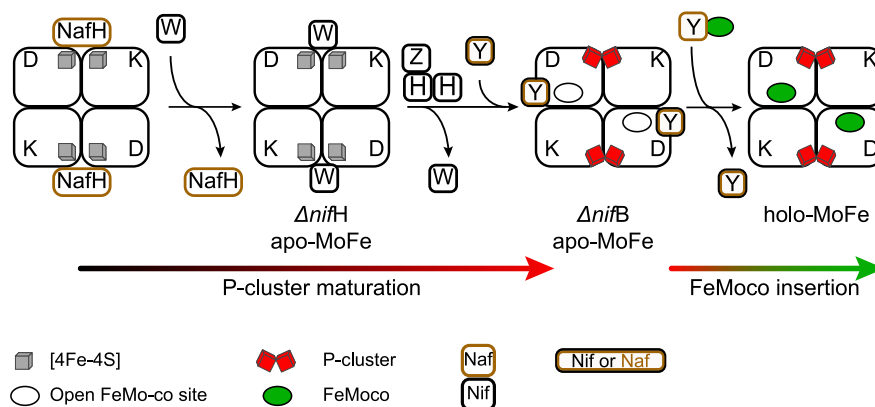 NafH W Z Y Y
D K W H H D K D K
D K Y
K D K D Y K D
NafH NafH W W Y
ΔnifH ΔnifB holo-MoFe
apo-MoFe apo-MoFe
P-cluster maturation FeMoco insertion
[4Fe-4S] P-cluster Naf Nif or Naf
Open FeMo-co site FeMoco Nif